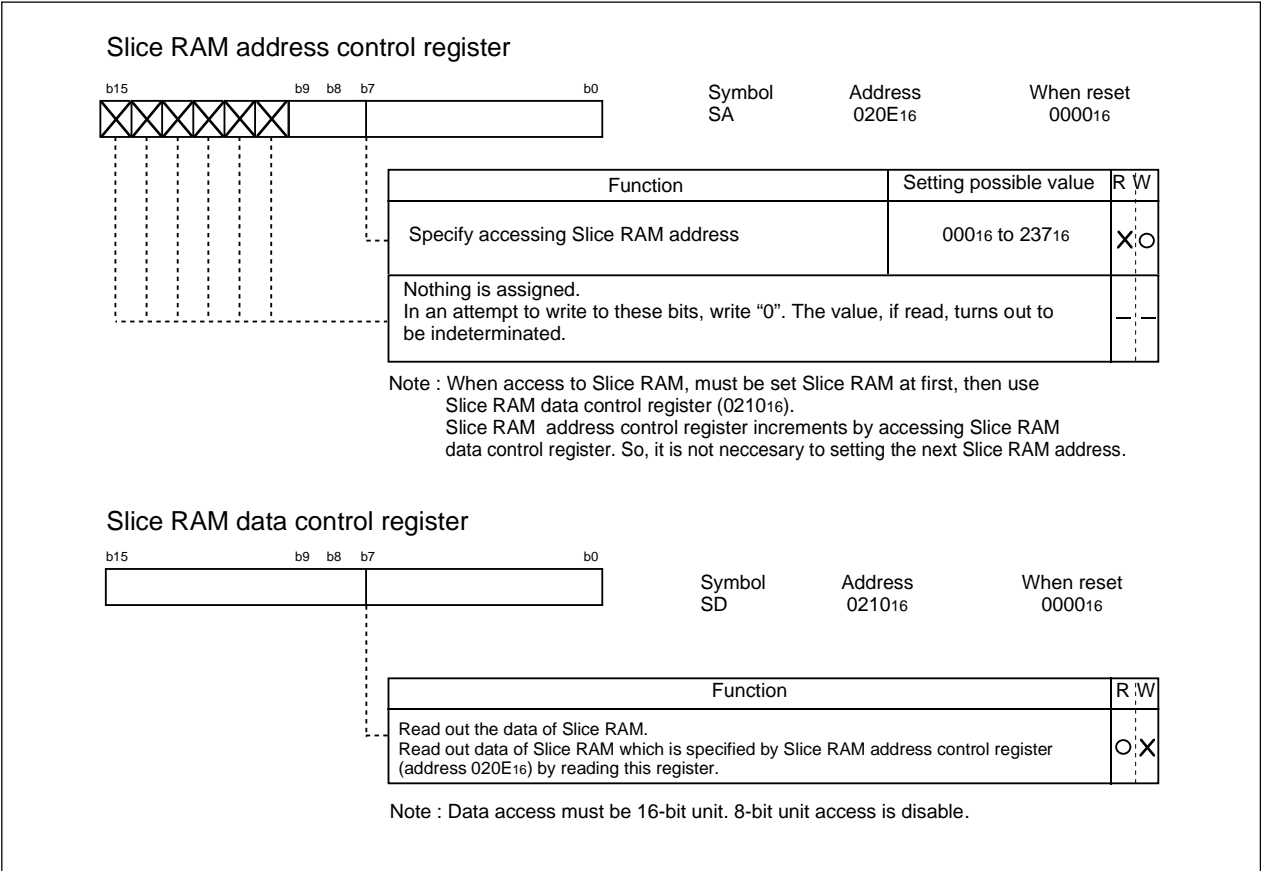 Slice RAM address control register
b15 b9 b8 b7 b0
Symbol Address When reset
SA 020E16 000016
Function Setting possible value R W
Specify accessing Slice RAM address 00016 to 23716 X O
Nothing is assigned.
In an attempt to write to these bits, write “0”. The value, if read, turns out to
be indeterminated.
— —
Note : When access to Slice RAM, must be set Slice RAM at first, then use
Slice RAM data control register (021016).
Slice RAM address control register increments by accessing Slice RAM
data control register. So, it is not neccesary to setting the next Slice RAM address.
Slice RAM data control register
b15 b9 b8 b7 b0
Symbol Address When reset
SD 021016 000016
Function R W
Read out the data of Slice RAM.
Read out data of Slice RAM which is specified by Slice RAM address control register
(address 020E16) by reading this register.
O X
Note : Data access must be 16-bit unit. 8-bit unit access is disable.